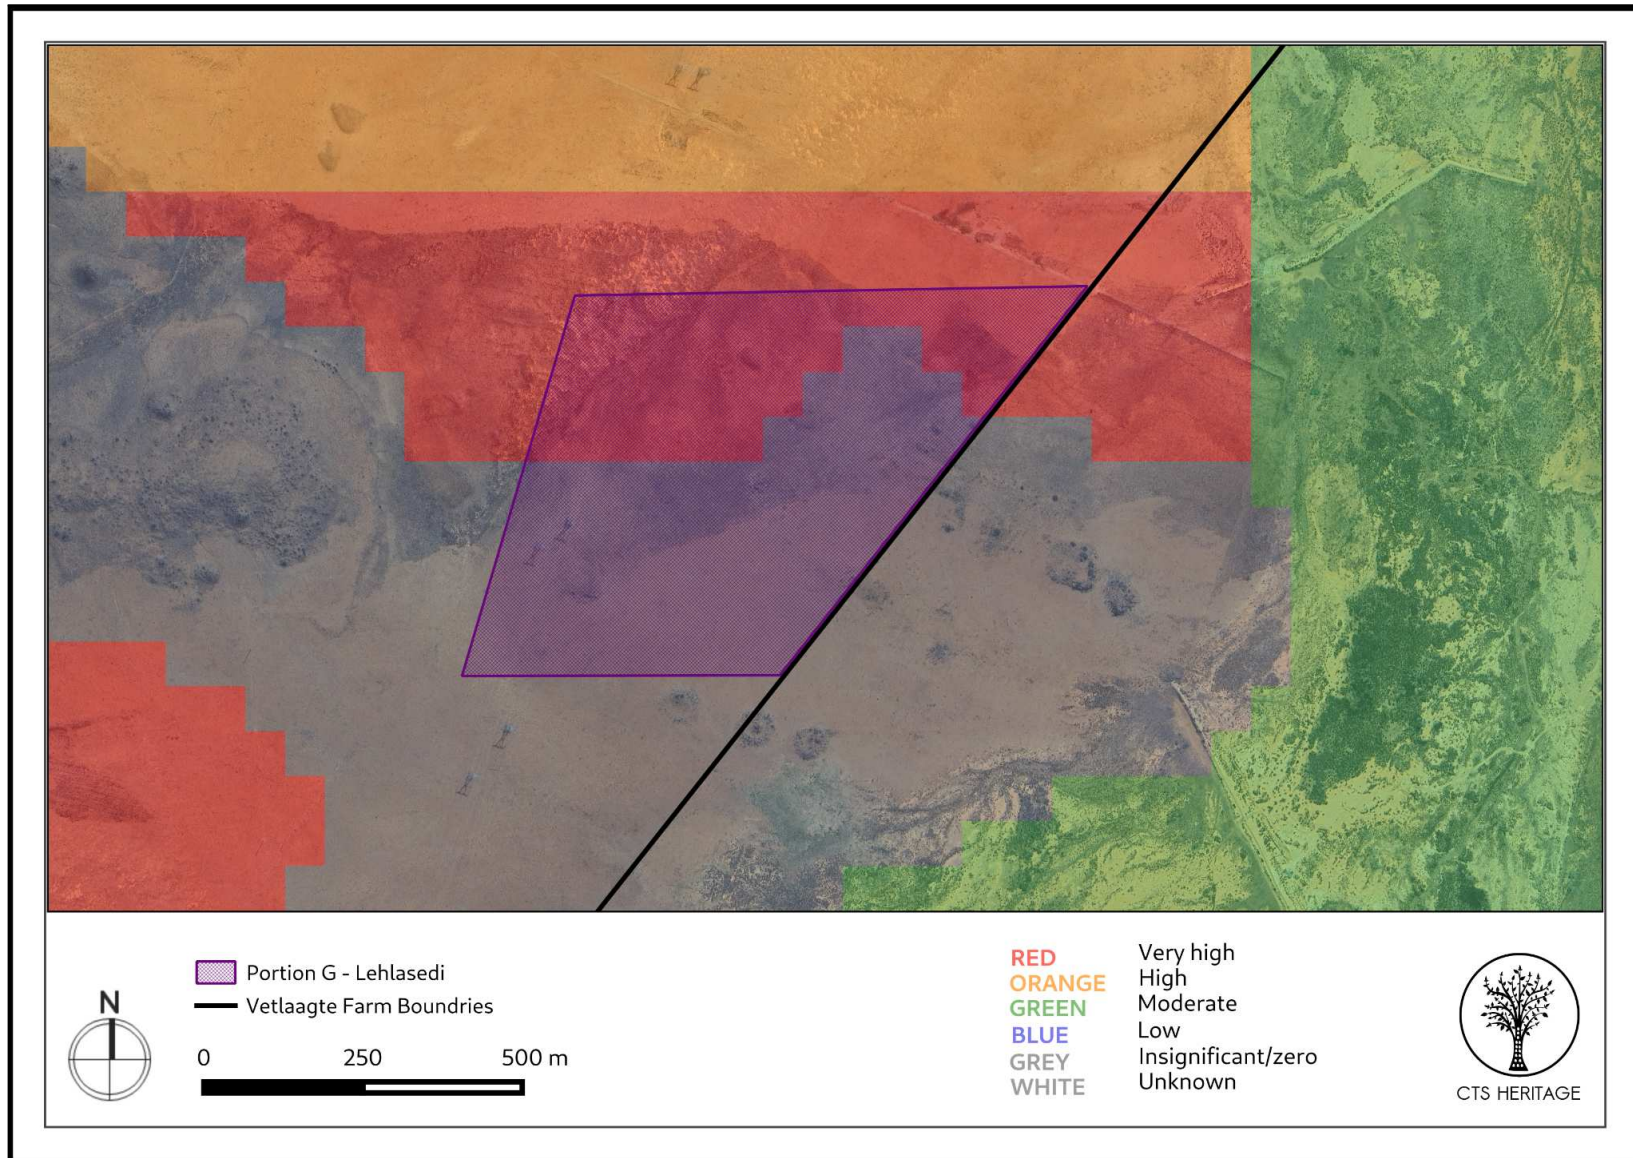 N
Portion G - Lehlasedi
Vetlaagte Farm Boundries
0 250 500 m
RED Very high
ORANGE High
GREEN Moderate
BLUE Low
GREY Insignificant/zero
WHITE Unknown
CTS HERITAGE